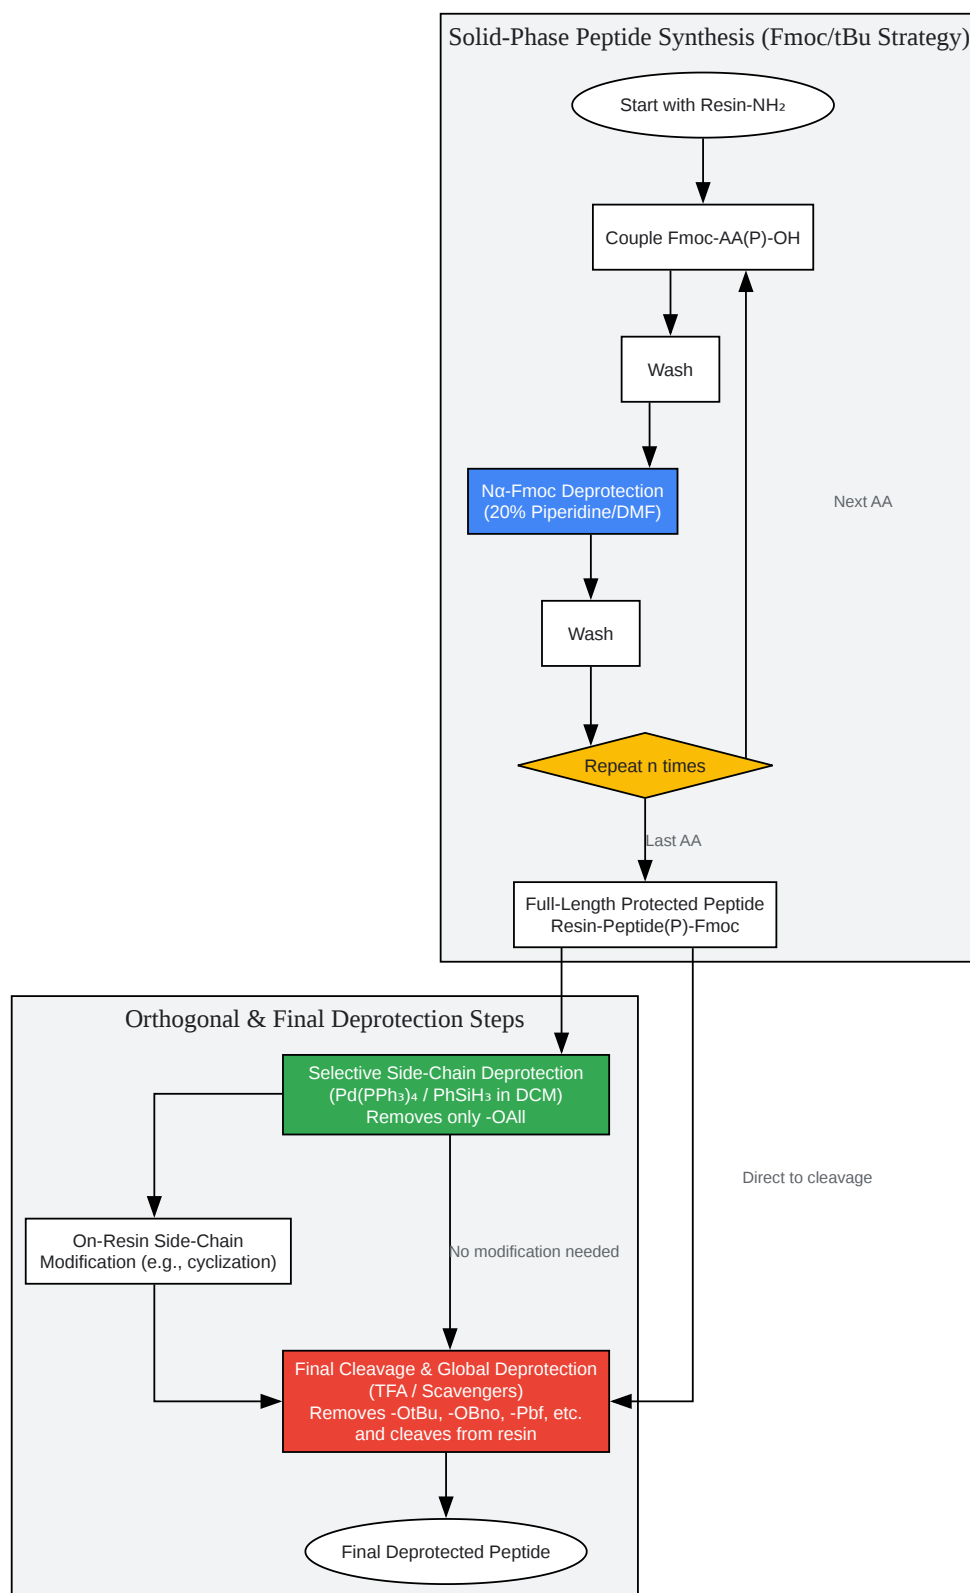 Solid-Phase Peptide Synthesis (Fmoc/tBu Strategy)
Start with Resin-NH₂
Couple Fmoc-AA(P)-OH
Wash
Nα-Fmoc Deprotection
(20% Piperidine/DMF)
Next AA
Wash
Repeat n times
Last AA
Full-Length Protected Peptide
Resin-Peptide(P)-Fmoc
Orthogonal & Final Deprotection Steps
Selective Side-Chain Deprotection
(Pd(PPh₃)₄ / PhSiH₃ in DCM)
Removes only -OAll
Direct to cleavage
On-Resin Side-Chain
Modification (e.g., cyclization)
No modification needed
Final Cleavage & Global Deprotection
(TFA / Scavengers)
Removes -OtBu, -OBno, -Pbf, etc.
and cleaves from resin
Final Deprotected Peptide